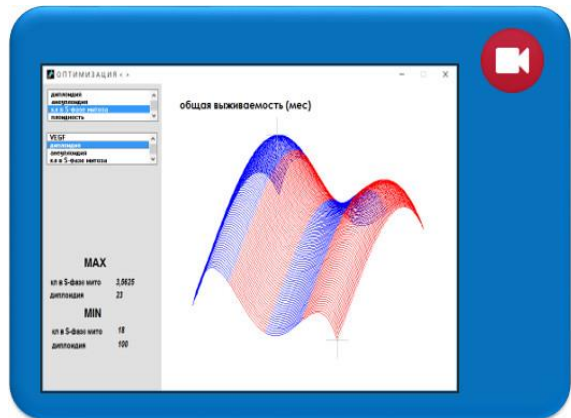 ОПТИМИЗАЦИЯ < >
диплоидия
анеуплоидия
кл в S-фазе митоза
плоидность
VEGF
диплоидия
анеуплоидия
кл в S-фазе митоза
общая выживаемость (мес)
MAX
кл в S-фазе мито 3,5625
диплоидия 23
MIN
кл в S-фазе мито 18
диплоидия 100